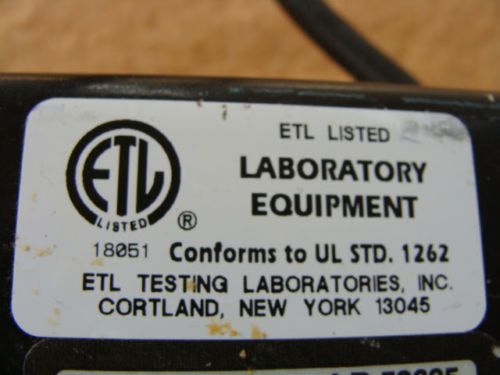 ETL LISTED
LABORATORY
EQUIPMENT
ETL
LISTED
®
18051 Conforms to UL STD. 1262
ETL TESTING LABORATORIES, INC.
CORTLAND, NEW YORK 13045